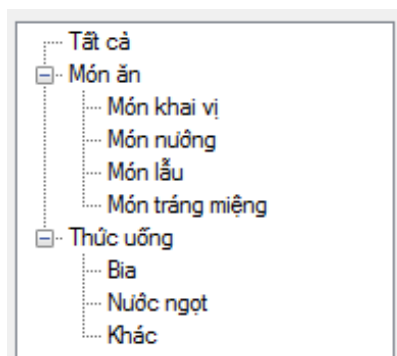 Tất cả
Món ăn
Món khai vị
Món nướng
Món lẩu
Món tráng miệng
Thức uống
Bia
Nước ngọt
Khác